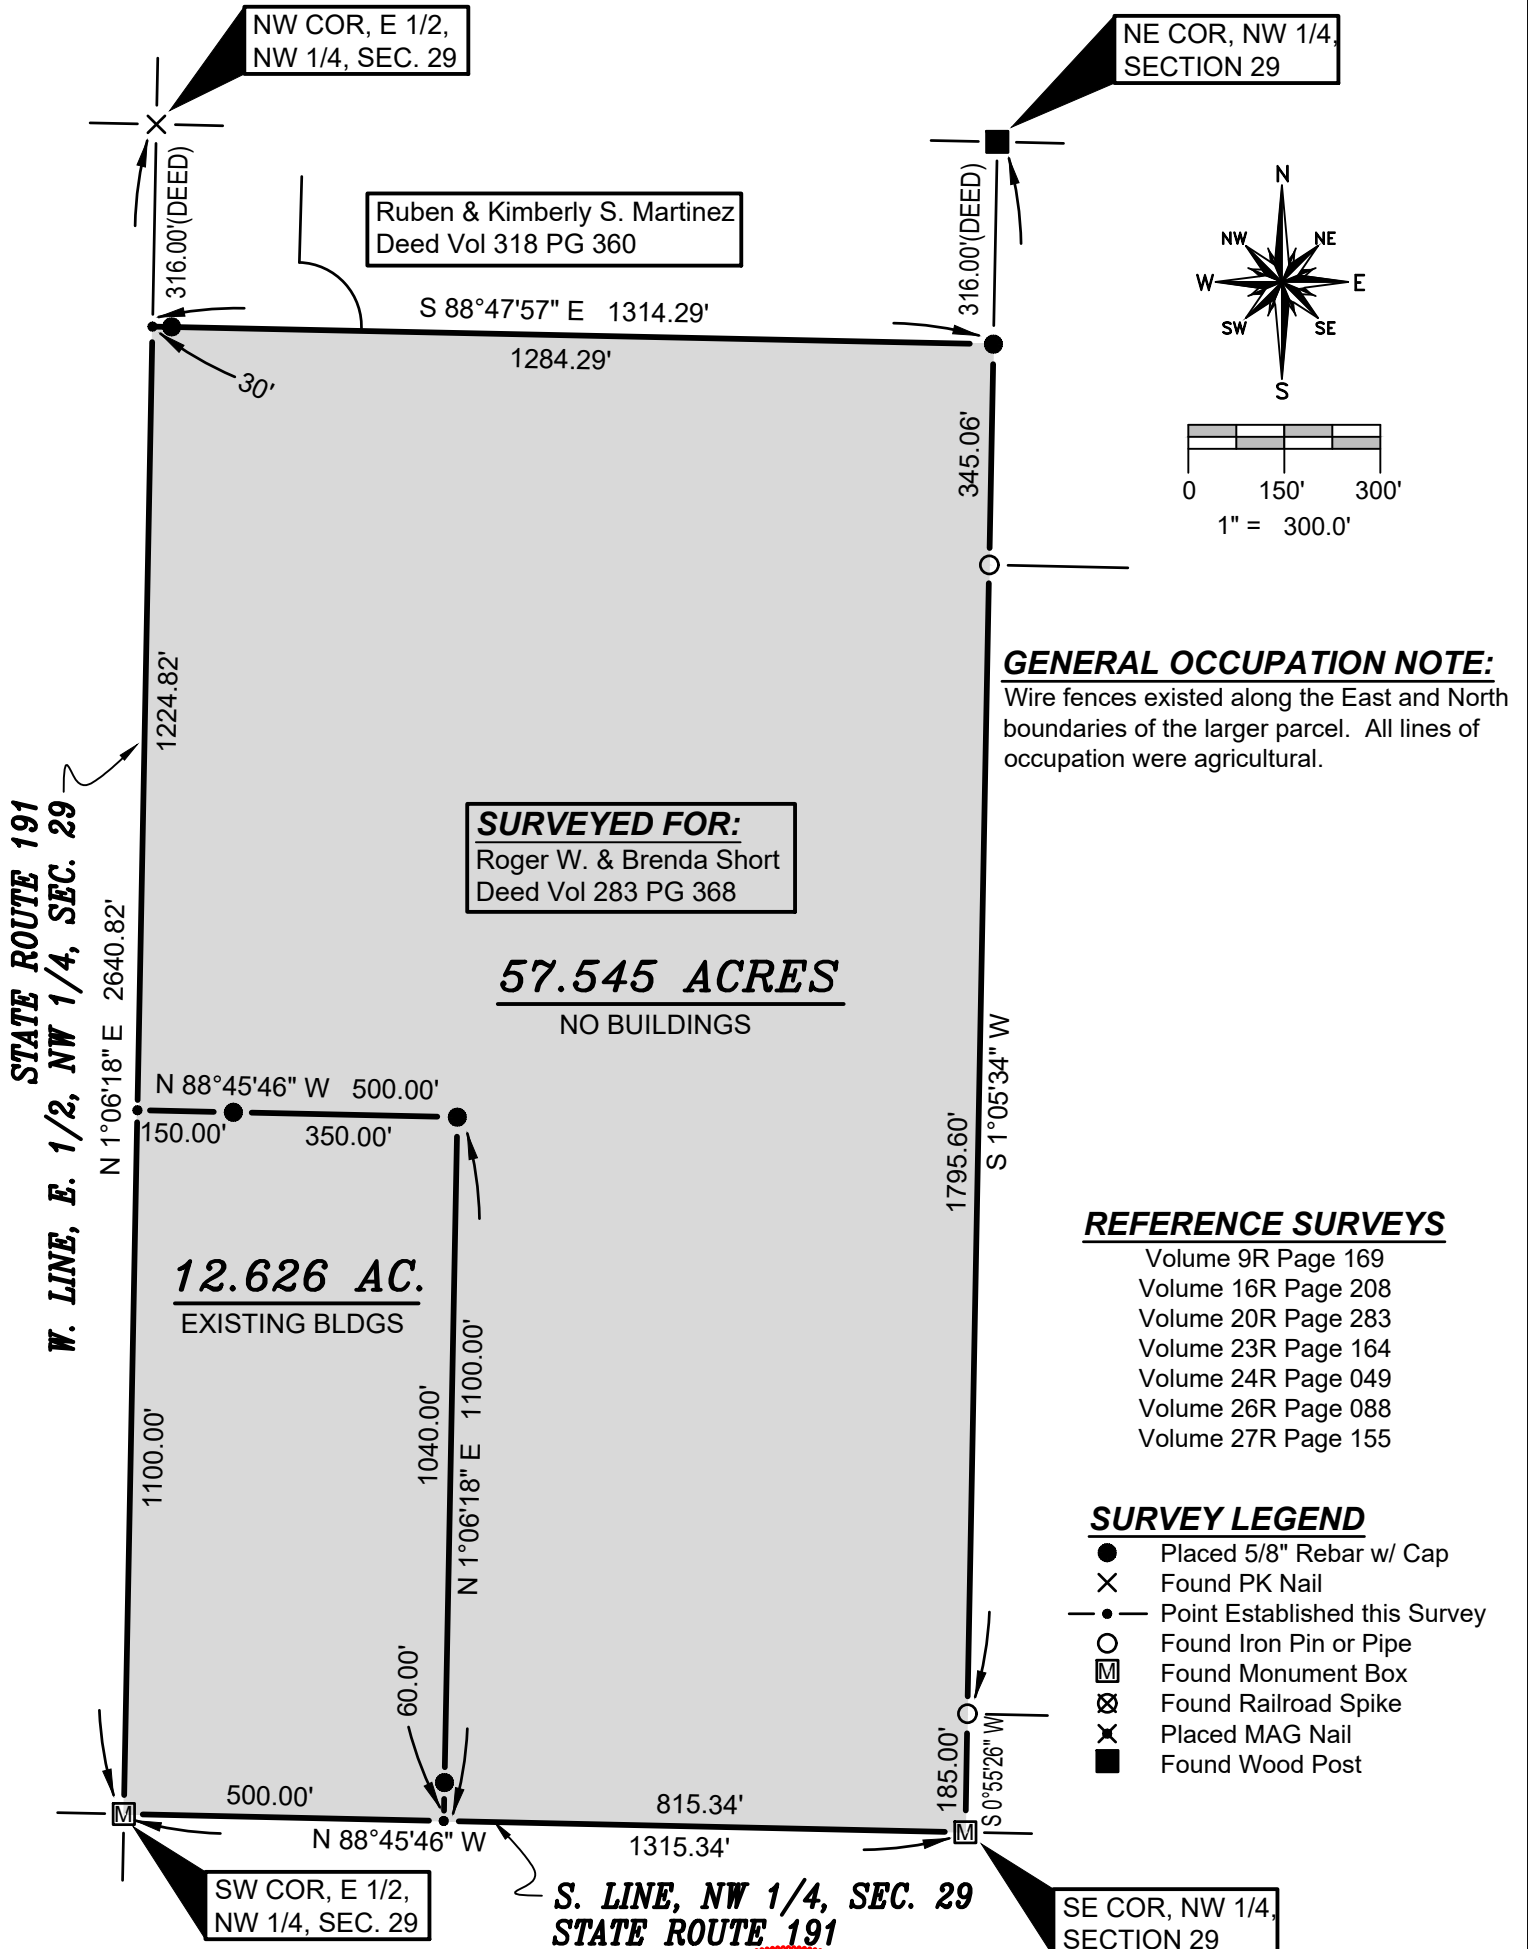 NW COR, E 1/2,
NW 1/4, SEC. 29
NE COR, NW 1/4,
SECTION 29
316.00'(DEED)
Ruben & Kimberly S. Martinez
Deed Vol 318 PG 360
316.00'(DEED)
N
NW
NE
W
E
SW
SE
S
S 88°47'57" E 1314.29'
1284.29'
30'
345.06'
0 150' 300'
1" = 300.0'
GENERAL OCCUPATION NOTE:
Wire fences existed along the East and North
boundaries of the larger parcel. All lines of
occupation were agricultural.
1224.82'
STATE ROUTE 191
W. LINE, E. 1/2, NW 1/4, SEC. 29
N 1°06'18" E 2640.82'
SURVEYED FOR:
Roger W. & Brenda Short
Deed Vol 283 PG 368
57.545 ACRES
NO BUILDINGS
S 1°05'34" W
1795.60'
N 88°45'46" W 500.00'
150.00'
350.00'
12.626 AC.
EXISTING BLDGS
1100.00'
1040.00'
N 1°06'18" E 1100.00'
60.00'
REFERENCE SURVEYS
Volume 9R Page 169
Volume 16R Page 208
Volume 20R Page 283
Volume 23R Page 164
Volume 24R Page 049
Volume 26R Page 088
Volume 27R Page 155
SURVEY LEGEND
Placed 5/8" Rebar w/ Cap
Found PK Nail
Point Established this Survey
Found Iron Pin or Pipe
M Found Monument Box
Found Railroad Spike
Placed MAG Nail
Found Wood Post
185.00'
S 0°55'26" W
M
500.00'
815.34'
M
N 88°45'46" W
1315.34'
SW COR, E 1/2,
NW 1/4, SEC. 29
S. LINE, NW 1/4, SEC. 29
STATE ROUTE 191
SE COR, NW 1/4,
SECTION 29